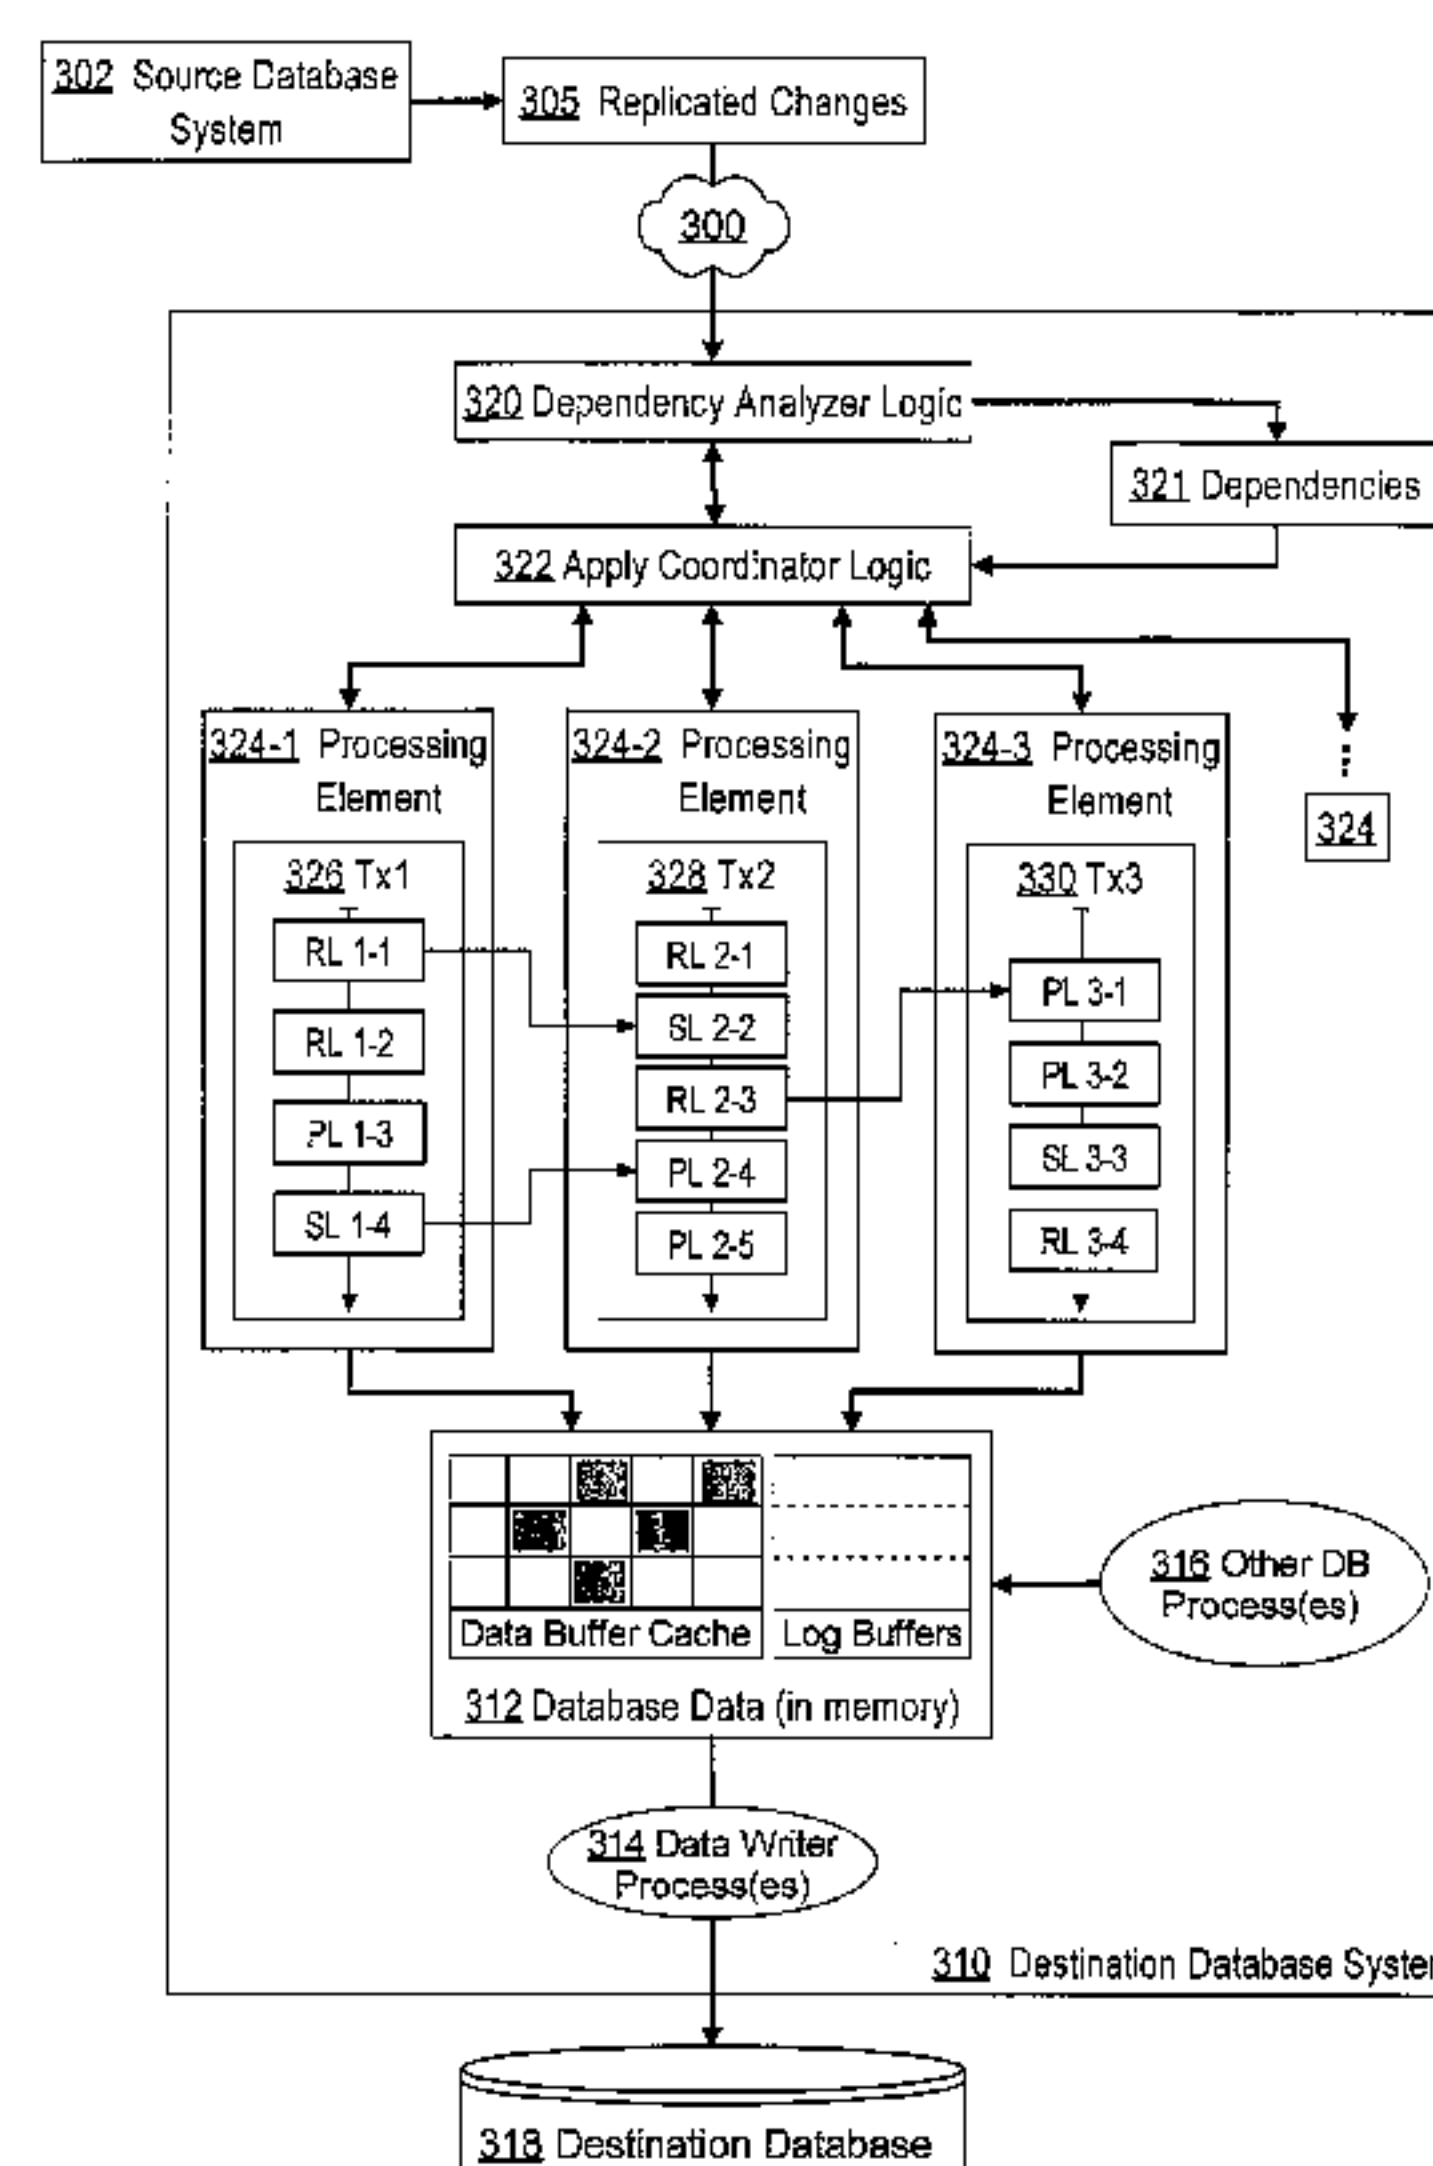 302 Source Database
System
305 Replicated Changes
300
320 Dependency Analyzer Logic
321 Dependencies
322 Apply Coordinator Logic
324-1 Processing
Element
324-2 Processing
Element
324-3 Processing
Element
324
326 Tx1
RL 1-1
RL 1-2
PL 1-3
SL 1-4
328 Tx2
RL 2-1
SL 2-2
RL 2-3
PL 2-4
PL 2-5
330 Tx3
PL 3-1
PL 3-2
SL 3-3
RL 3-4
Data Buffer Cache
Log Buffers
312 Database Data (in memory)
316 Other DB
Process(es)
314 Data Writer
Process(es)
310 Destination Database System
318 Destination Database